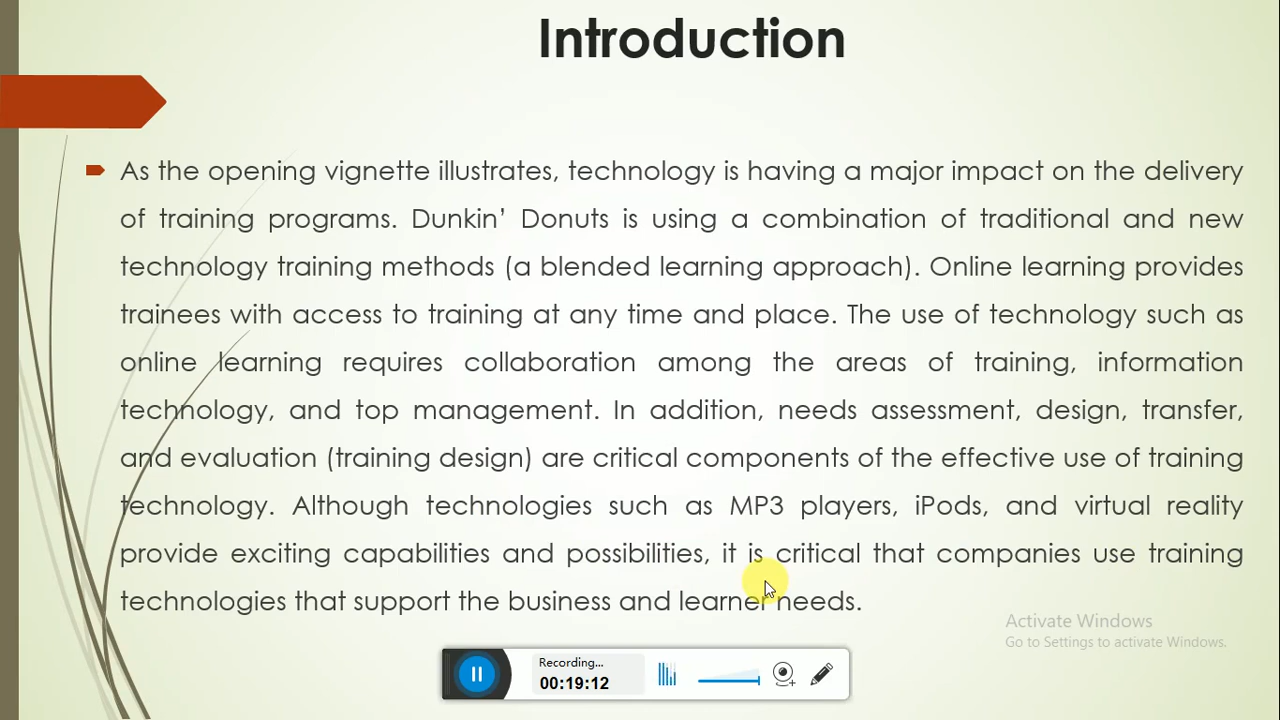 Introduction
As the opening vignette illustrates, technology is having a major impact on the delivery
of training programs. Dunkin’ Donuts is using a combination of traditional and new
technology training methods (a blended learning approach). Online learning provides
trainees with access to training at any time and place. The use of technology such as
online learning requires collaboration among the areas of training, information
technology, and top management. In addition, needs assessment, design, transfer,
and evaluation (training design) are critical components of the effective use of training
technology. Although technologies such as MP3 players, iPods, and virtual reality
provide exciting capabilities and possibilities, it is critical that companies use training
technologies that support the business and learner needs.
Activate Windows
Go to Settings to activate Windows.
Recording...
00:19:12